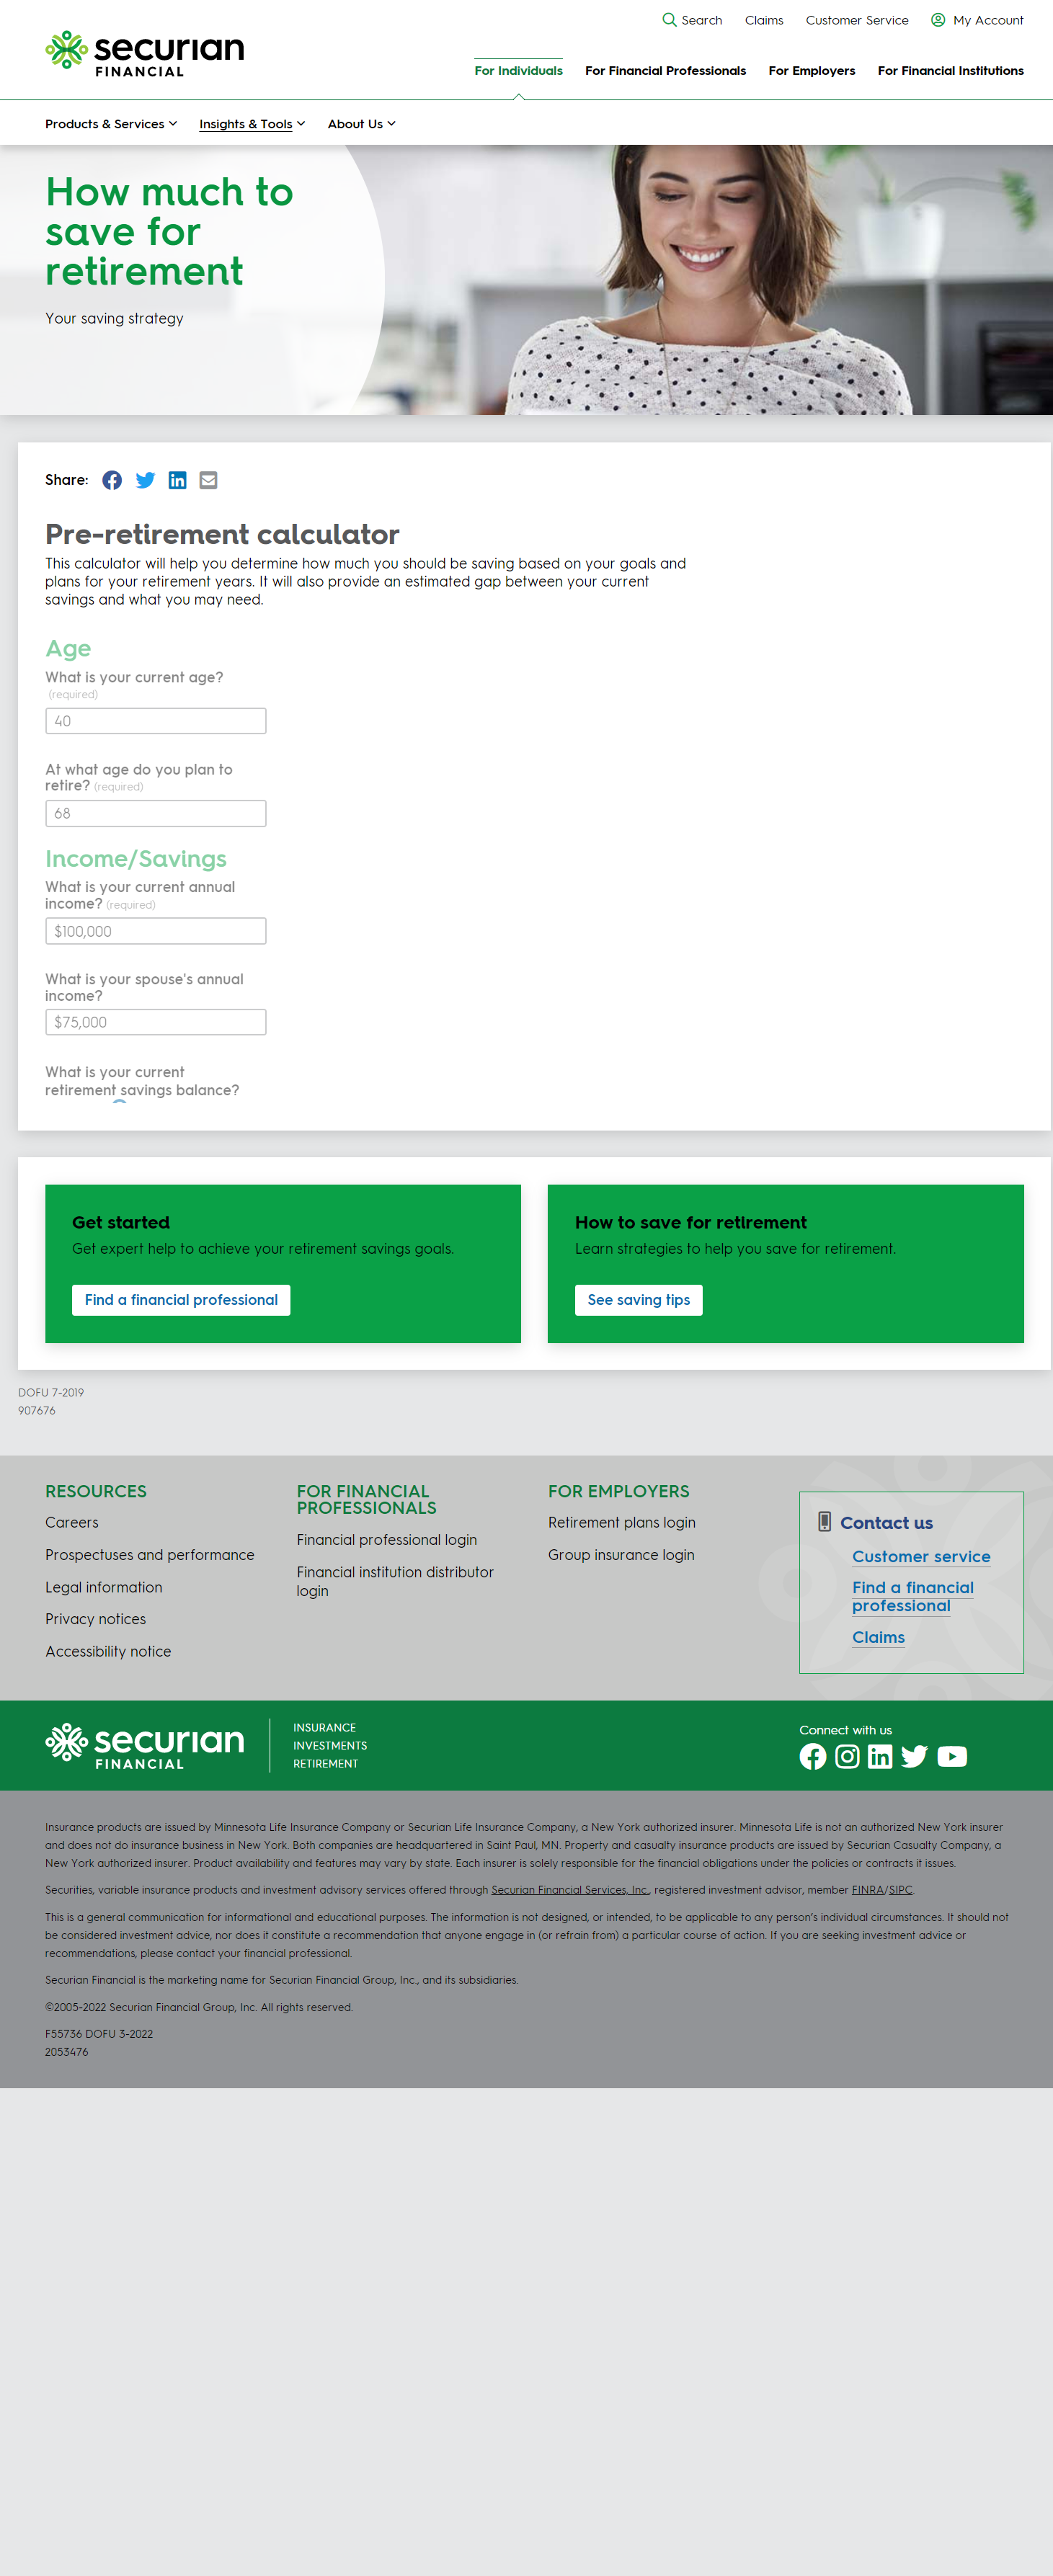 Search
Claims
Customer Service
My Account
securian
FINANCIAL
For Individuals
For Financial Professionals
For Employers
For Financial Institutions
Products & Services
Insights & Tools
About Us
How much to
save for
retirement
Your saving strategy
Share:
Pre-retirement calculator
This calculator will help you determine how much you should be saving based on your goals and
plans for your retirement years. It will also provide an estimated gap between your current
savings and what you may need.
Age
What is your current age?
(required)
40
At what age do you plan to
retire? (required)
68
Income/Savings
What is your current annual
income? (required)
$100,000
What is your spouse's annual
income?
$75,000
What is your current
retirement savings balance?
Get started
Get expert help to achieve your retirement savings goals.
Find a financial professional
How to save for retirement
Learn strategies to help you save for retirement.
See saving tips
DOFU 7-2019
907676
RESOURCES
Careers
Prospectuses and performance
Legal information
Privacy notices
Accessibility notice
FOR FINANCIAL
PROFESSIONALS
Financial professional login
Financial institution distributor
login
FOR EMPLOYERS
Retirement plans login
Group insurance login
Contact us
Customer service
Find a financial
professional
Claims
securian
FINANCIAL
INSURANCE
INVESTMENTS
RETIREMENT
Connect with us
Insurance products are issued by Minnesota Life Insurance Company or Securian Life Insurance Company, a New York authorized insurer. Minnesota Life is not an authorized New York insurer
and does not do insurance business in New York. Both companies are headquartered in Saint Paul, MN. Property and casualty insurance products are issued by Securian Casualty Company, a
New York authorized insurer. Product availability and features may vary by state. Each insurer is solely responsible for the financial obligations under the policies or contracts it issues.
Securities, variable insurance products and investment advisory services offered through Securian Financial Services, Inc., registered investment advisor, member FINRA/SIPC.
This is a general communication for informational and educational purposes. The information is not designed, or intended, to be applicable to any person's individual circumstances. It should not
be considered investment advice, nor does it constitute a recommendation that anyone engage in (or refrain from) a particular course of action. If you are seeking investment advice or
recommendations, please contact your financial professional.
Securian Financial is the marketing name for Securian Financial Group, Inc., and its subsidiaries.
©2005-2022 Securian Financial Group, Inc. All rights reserved.
F55736 DOFU 3-2022
2053476